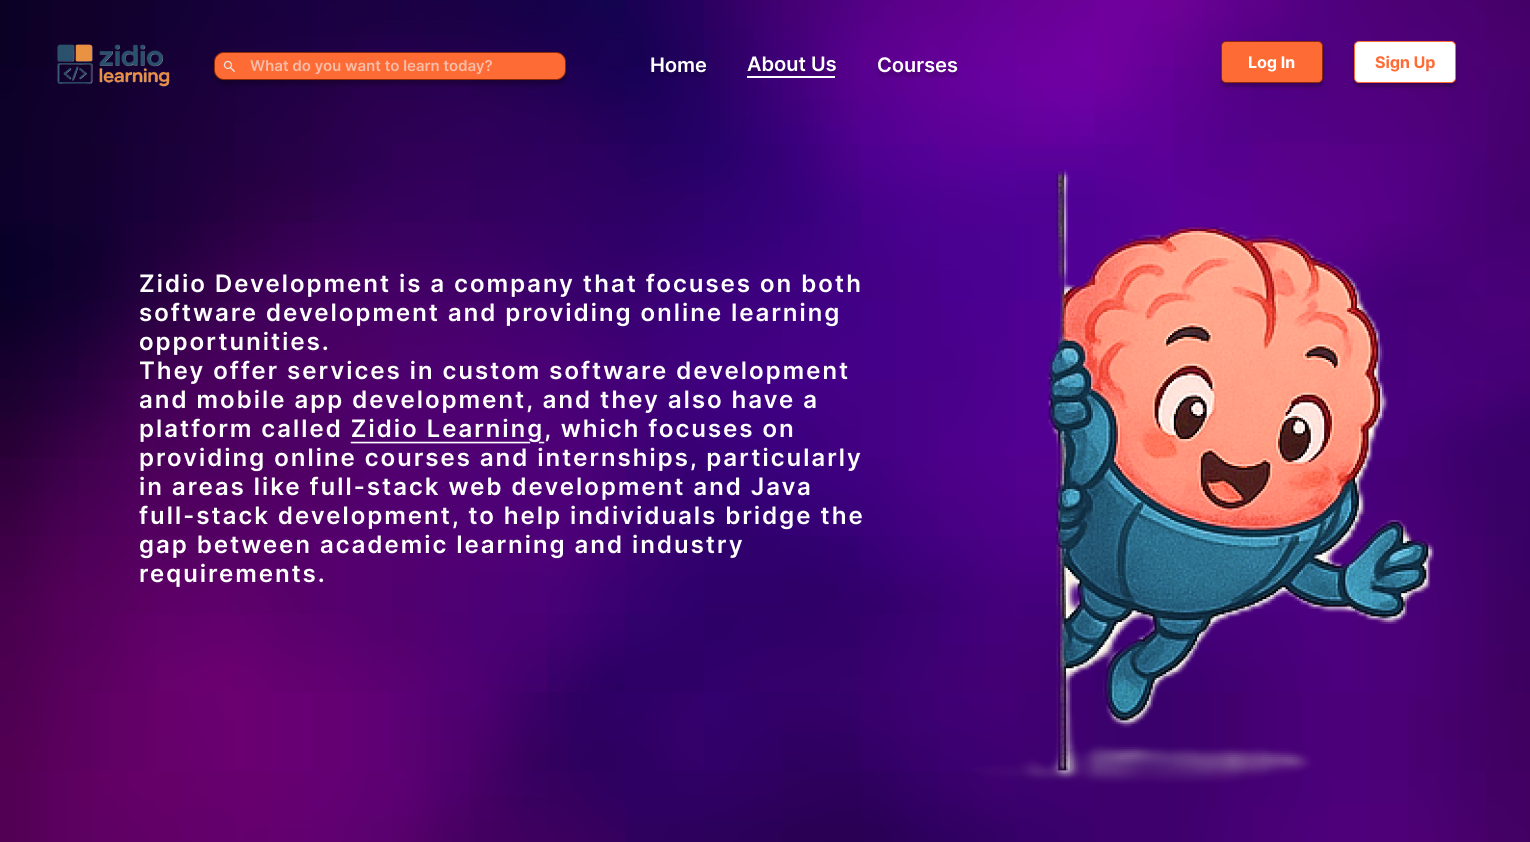 zidio
learning
</>
What do you want to learn today?
Home
About Us
Courses
Log In
Sign Up
Zidio Development is a company that focuses on both
software development and providing online learning
opportunities.
They offer services in custom software development
and mobile app development, and they also have a
platform called Zidio Learning, which focuses on
providing online courses and internships, particularly
in areas like full-stack web development and Java
full-stack development, to help individuals bridge the
gap between academic learning and industry
requirements.